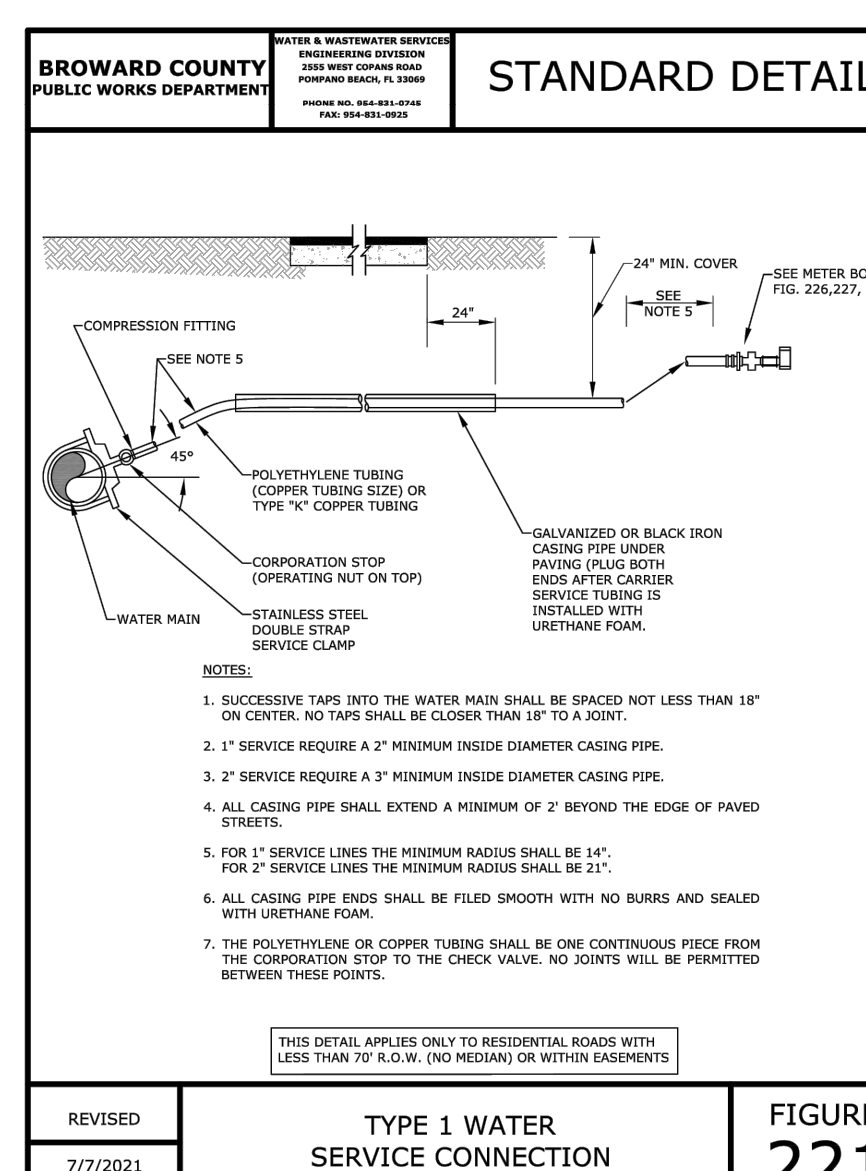 BROWARD COUNTY
PUBLIC WORKS DEPARTMENT
WATER & WASTEWATER SERVICES
ENGINEERING DIVISION
2555 WEST COPANS ROAD
POMPANO BEACH, FL 33069
PHONE NO. 954-831-0745
FAX: 954-831-0925
STANDARD DETAIL
24" MIN. COVER
SEE METER BO
FIG. 226,227,
SEE
NOTE 5
24"
COMPRESSION FITTING
SEE NOTE 5
45°
POLYETHYLENE TUBING
(COPPER TUBING SIZE) OR
TYPE "K" COPPER TUBING
GALVANIZED OR BLACK IRON
CASING PIPE UNDER
PAVING (PLUG BOTH
ENDS AFTER CARRIER
SERVICE TUBING IS
INSTALLED WITH
URETHANE FOAM.
CORPORATION STOP
(OPERATING NUT ON TOP)
WATER MAIN
STAINLESS STEEL
DOUBLE STRAP
SERVICE CLAMP
NOTES:
1. SUCCESSIVE TAPS INTO THE WATER MAIN SHALL BE SPACED NOT LESS THAN 18"
ON CENTER. NO TAPS SHALL BE CLOSER THAN 18" TO A JOINT.
2. 1" SERVICE REQUIRE A 2" MINIMUM INSIDE DIAMETER CASING PIPE.
3. 2" SERVICE REQUIRE A 3" MINIMUM INSIDE DIAMETER CASING PIPE.
4. ALL CASING PIPE SHALL EXTEND A MINIMUM OF 2' BEYOND THE EDGE OF PAVED
STREETS.
5. FOR 1" SERVICE LINES THE MINIMUM RADIUS SHALL BE 14".
FOR 2" SERVICE LINES THE MINIMUM RADIUS SHALL BE 21".
6. ALL CASING PIPE ENDS SHALL BE FILED SMOOTH WITH NO BURRS AND SEALED
WITH URETHANE FOAM.
7. THE POLYETHYLENE OR COPPER TUBING SHALL BE ONE CONTINUOUS PIECE FROM
THE CORPORATION STOP TO THE CHECK VALVE. NO JOINTS WILL BE PERMITTED
BETWEEN THESE POINTS.
THIS DETAIL APPLIES ONLY TO RESIDENTIAL ROADS WITH
LESS THAN 70' R.O.W. (NO MEDIAN) OR WITHIN EASEMENTS
REVISED
7/7/2021
TYPE 1 WATER
SERVICE CONNECTION
FIGURE
221